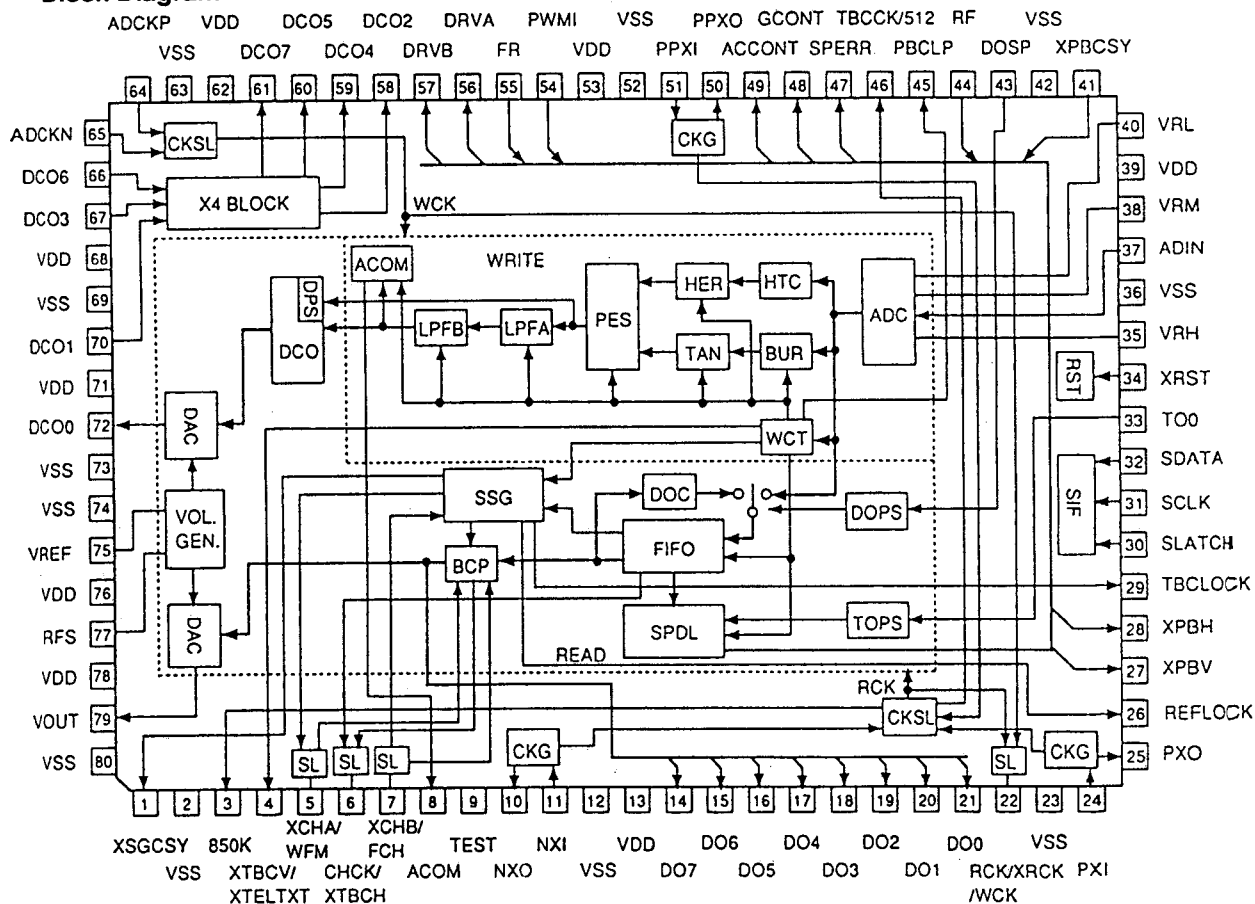 Block Diagram
ADCKP VDD DCO5 DCO2 DRVA PWMI VSS PPXO GCONT TBCCK/512 RF VSS
VSS DCO7 DCO4 DRVB FR VDD PPXI ACCONT SPERR PBCLP DOSP XPBCSY
64 63 62 61 60 59 58 57 56 55 54 53 52 51 50 49 48 47 46 45 44 43 42 41
ADCKN 65
CKSL
CKG
40 VRL
DCO6 66
39 VDD
X4 BLOCK
DCO3 67
WCK
38 VRM
VDD 68
ACOM
WRITE
37 ADIN
VSS 69
DPS
DCO
LPFB
LPFA
PES
HER
HTC
ADC
36 VSS
DCO1 70
TAN
BUR
35 VRH
VDD 71
RST
34 XRST
DCO0 72
DAC
WCT
33 TO0
VSS 73
SSG
DOC
32 SDATA
VSS 74
VOL.
GEN.
DOPS
SIF
31 SCLK
VREF 75
BCP
FIFO
30 SLATCH
VDD 76
29 TBCLOCK
RFS 77
DAC
SPDL
TOPS
28 XPBH
VDD 78
READ
27 XPBV
RCK
VOUT 79
CKSL
26 REFLOCK
VSS 80
SL
SL
SL
CKG
SL
CKG
25 PXO
1 2 3 4 5 6 7 8 9 10 11 12 13 14 15 16 17 18 19 20 21 22 23 24
XSGCSY 850K XCHA/
WFM XCHB/
FCH TEST NXI VDD DO6 DO4 DO2 DO0 VSS
VSS XTBCV/
XTELTXT CHCK/
XTBCH ACOM NXO VSS DO7 DO5 DO3 DO1 RCK/XRCK
/WCK PXI